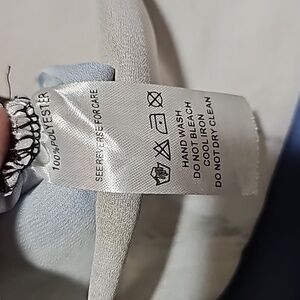 100% POLYESTER
SEE REVERSE FOR CARE
HAND WASH
DO NOT BLEACH
COOL IRON
DO NOT DRY CLEAN